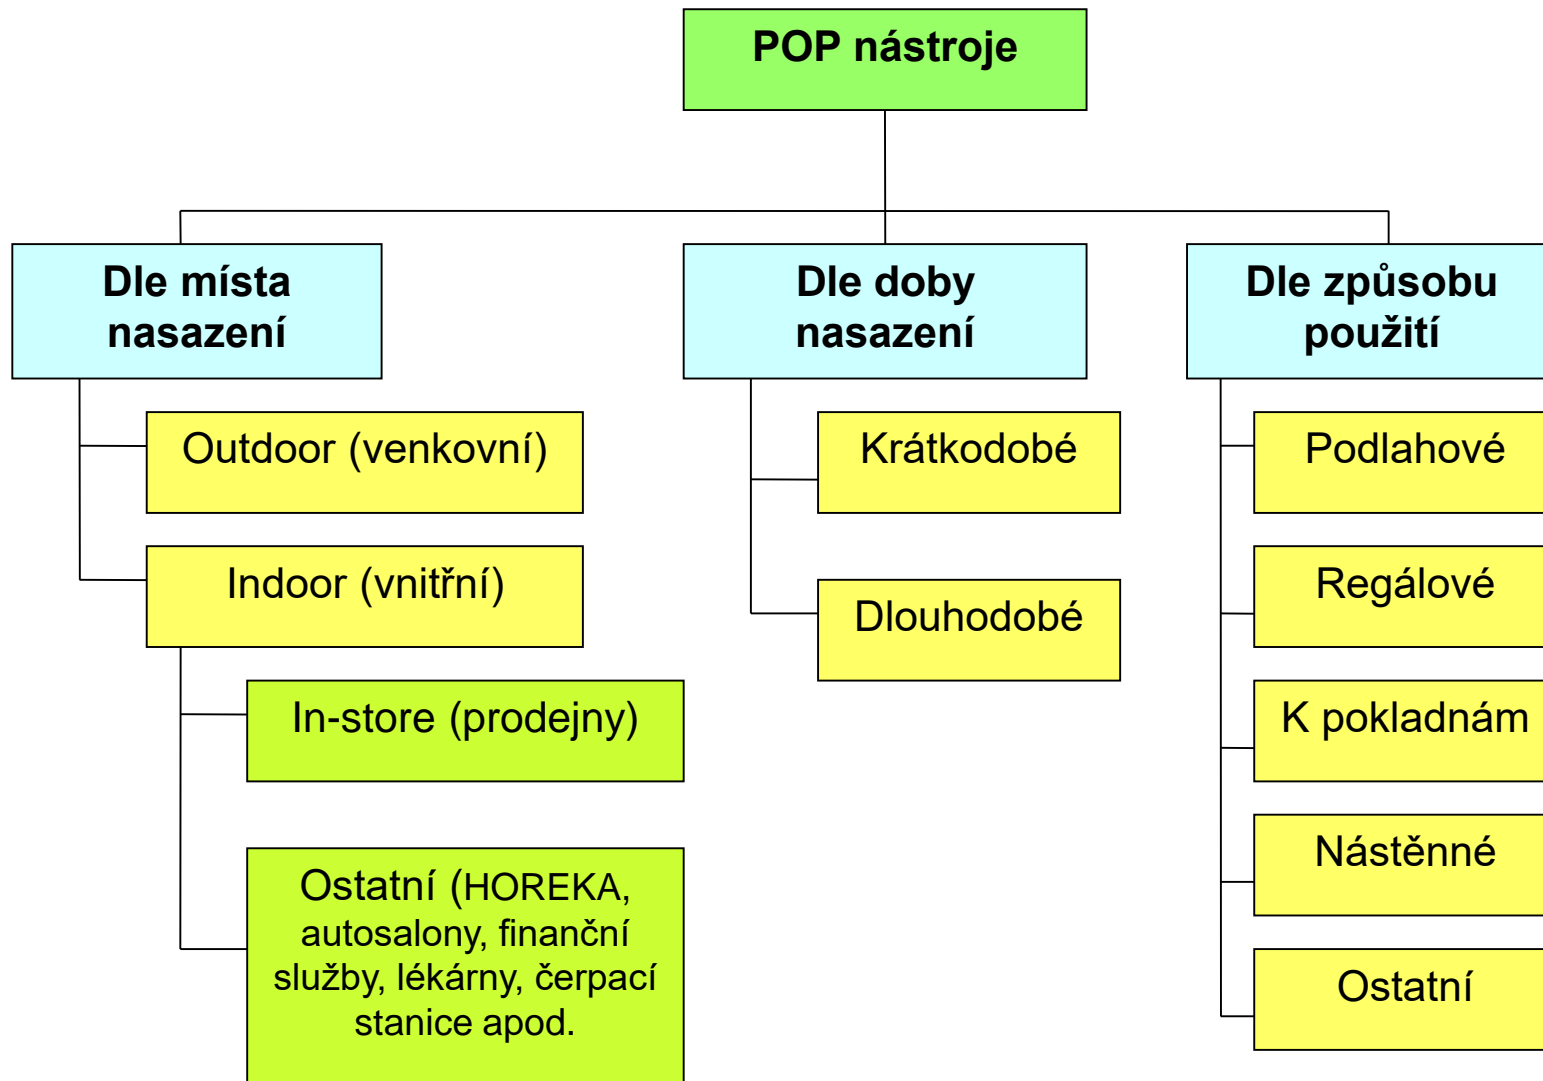 POP nástroje
Dle místa
nasazení
Outdoor (venkovní)
Indoor (vnitřní)
In-store (prodejny)
Ostatní (HOREKA,
autosalony, finanční
služby, lékárny, čerpací
stanice apod.
Dle doby
nasazení
Krátkodobé
Dlouhodobé
Dle způsobu
použití
Podlahové
Regálové
K pokladnám
Nástěnné
Ostatní